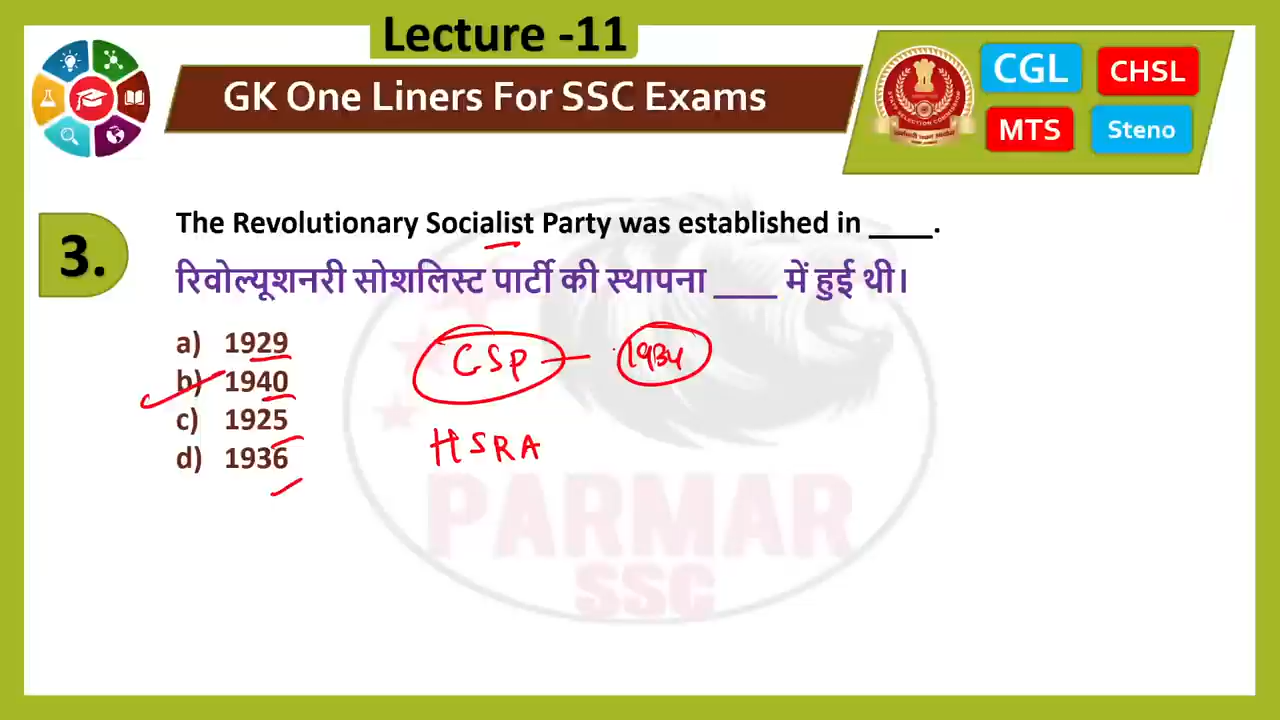 Lecture -11
GK One Liners For SSC Exams
CGL
CHSL
MTS
Steno
3.
The Revolutionary Socialist Party was established in ____.
रिवोल्यूशनरी सोशलिस्ट पार्टी की स्थापना ____ में हुई थी।
a) 1929
b) 1940
c) 1925
d) 1936
CSP — 1934
HSRA
PARMAR
SSC